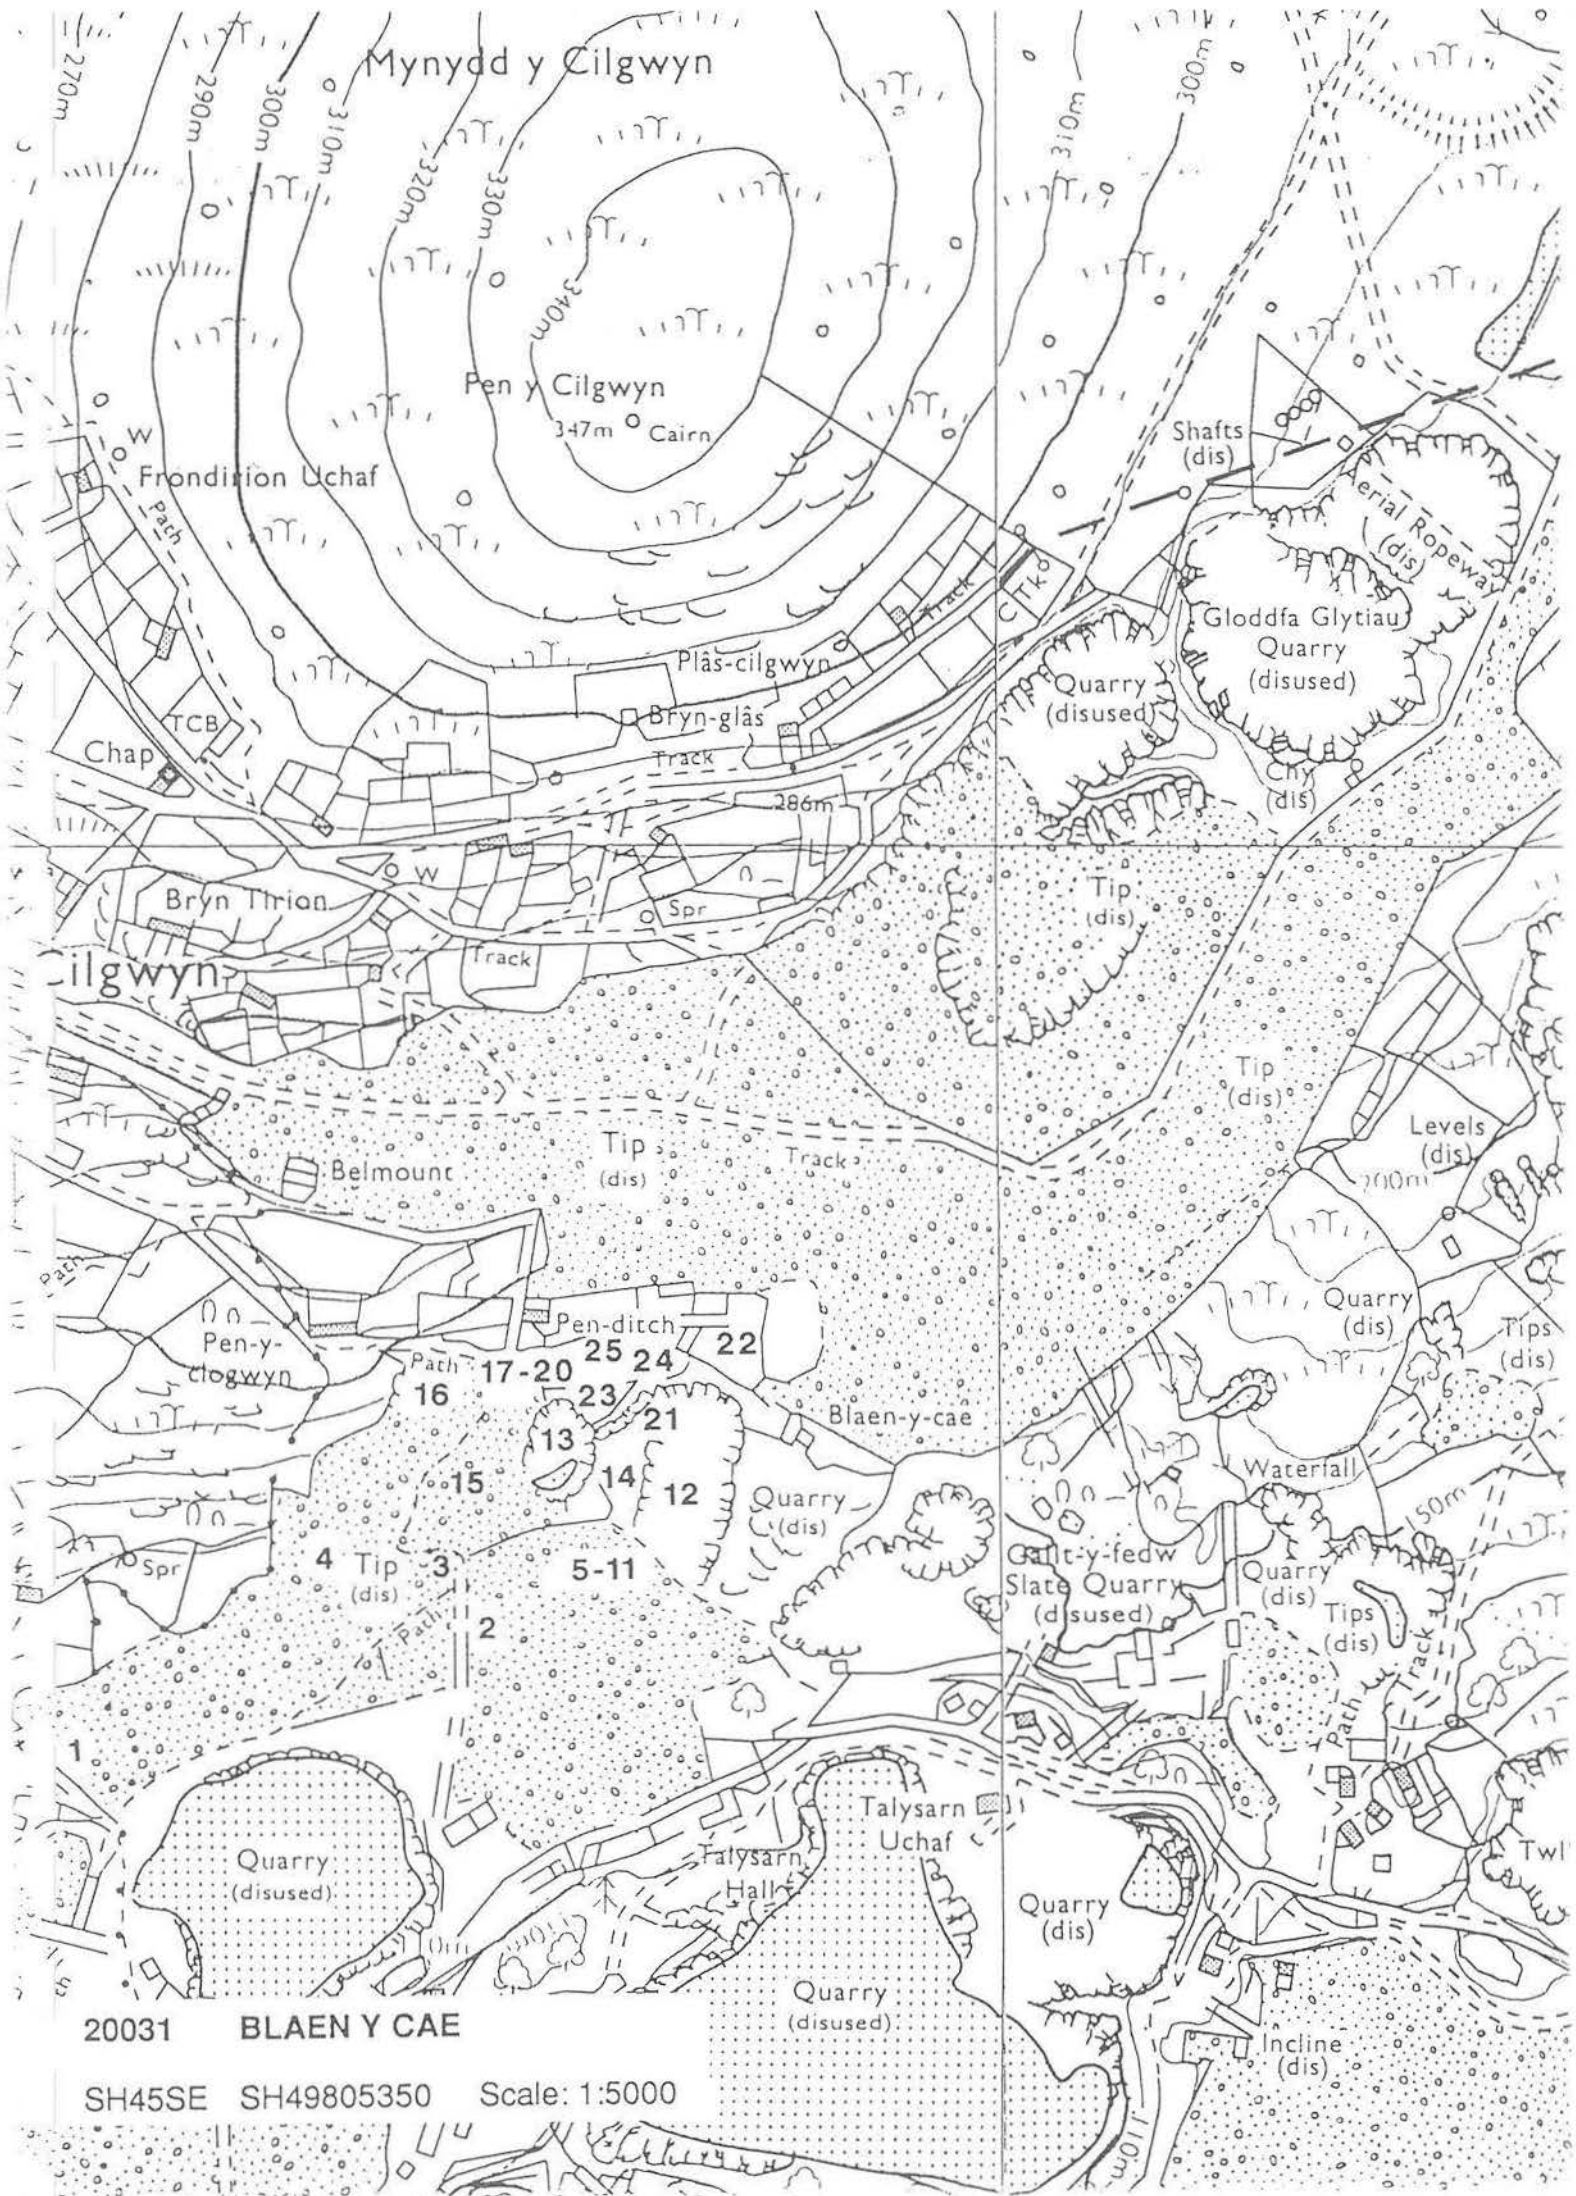 Mynydd y Cilgwyn
270m
290m
300m
310m
320m
330m
340m
310m
300m
Pen y Cilgwyn
347m
Cairn
W
Frondirion Uchaf
Path
Shafts
(dis)
Aerial Ropeway
(dis)
Track
C
Tk
Gloddfa Glytiau
Quarry
(disused)
Plâs-cilgwyn
Quarry
(disused)
Bryn-glâs
TCB
Chap
Track
Chy
(dis)
286m
W
Bryn Tirion
Spr
Tip
(dis)
Track
Cilgwyn
Tip
(dis)
Levels
(dis)
200m
Tip
(dis)
Track
Belmount
Path
Pen-y-
clogwyn
Pen-ditch
Quarry
(dis)
Tips
(dis)
22
25
24
Path
17-20
16
23
21
Blaen-y-cae
13
14
15
12
Waterfall
150m
Quarry
(dis)
4
Tip
(dis)
3
5-11
Spr
Gallt-y-fedw
Slate Quarry
(disused)
Quarry
(dis)
Tips
(dis)
Path
2
Track
Path
1
Talysarn
Uchaf
Quarry
(disused)
Talysarn
Hall
Twl
Quarry
(dis)
Quarry
(disused)
Incline
(dis)
110m
20031 BLAEN Y CAE
SH45SE SH49805350 Scale: 1:5000